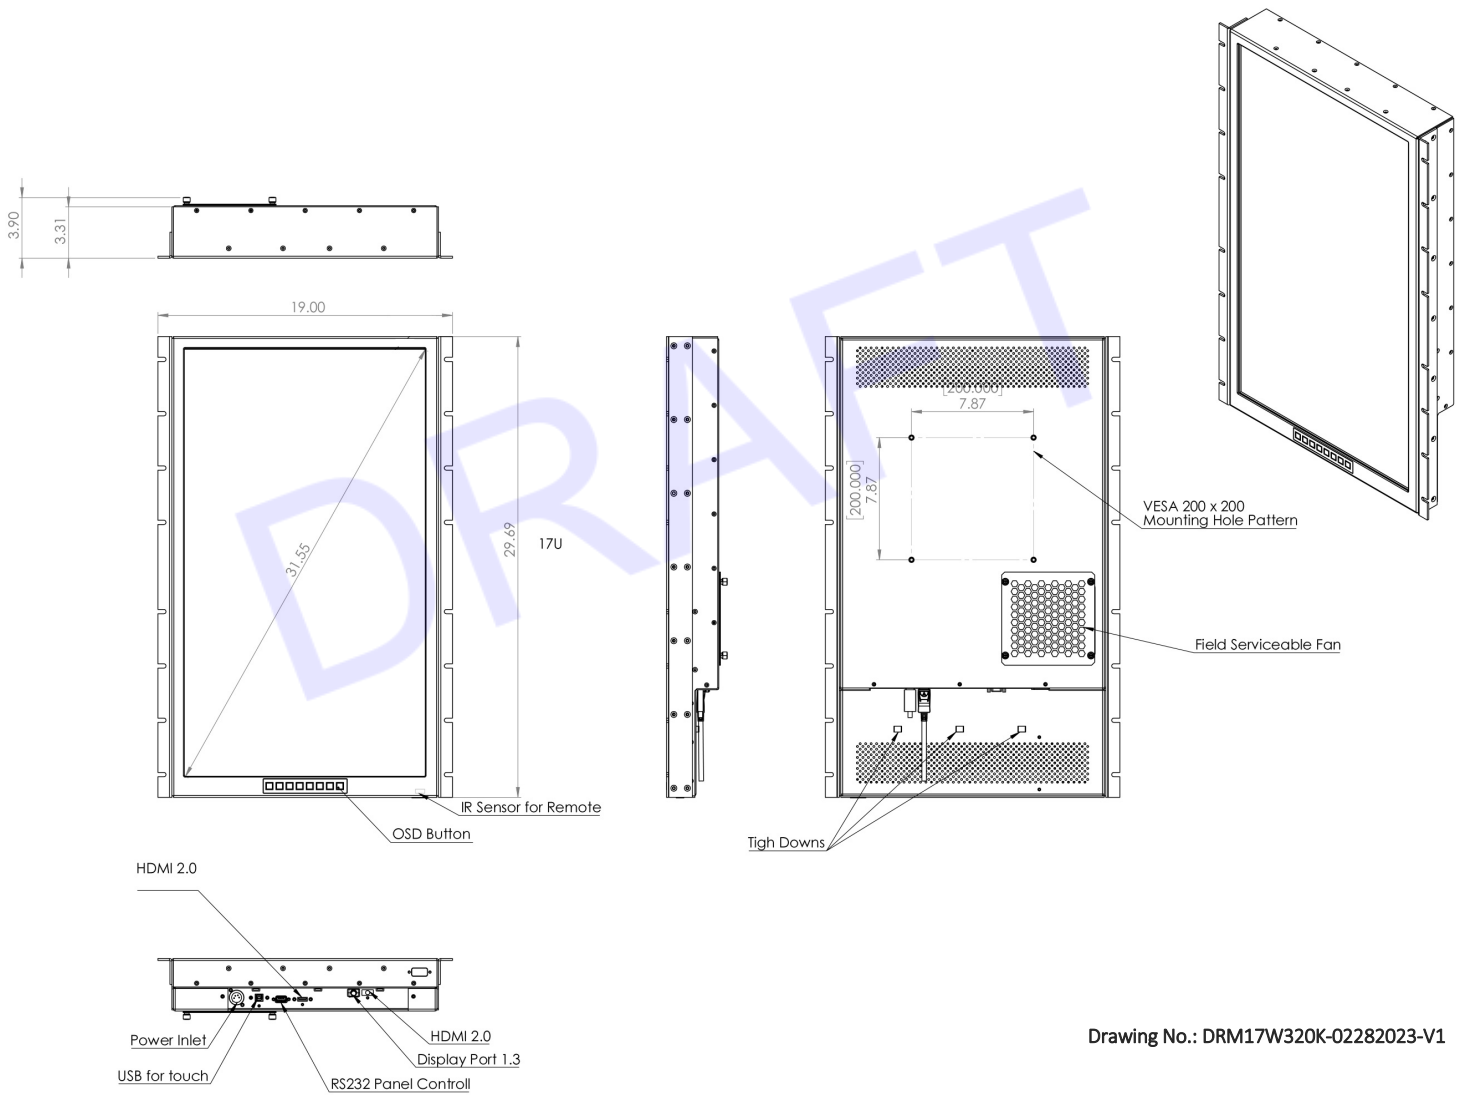 3.90
3.31
19.00
31.55
29.69
17U
[200.000]
7.87
[200.000]
7.87
VESA 200 x 200
Mounting Hole Pattern
Field Serviceable Fan
IR Sensor for Remote
OSD Button
Tigh Downs
HDMI 2.0
Power Inlet
USB for touch
HDMI 2.0
Display Port 1.3
RS232 Panel Controll
Drawing No.: DRM17W320K-02282023-V1
DRAFT